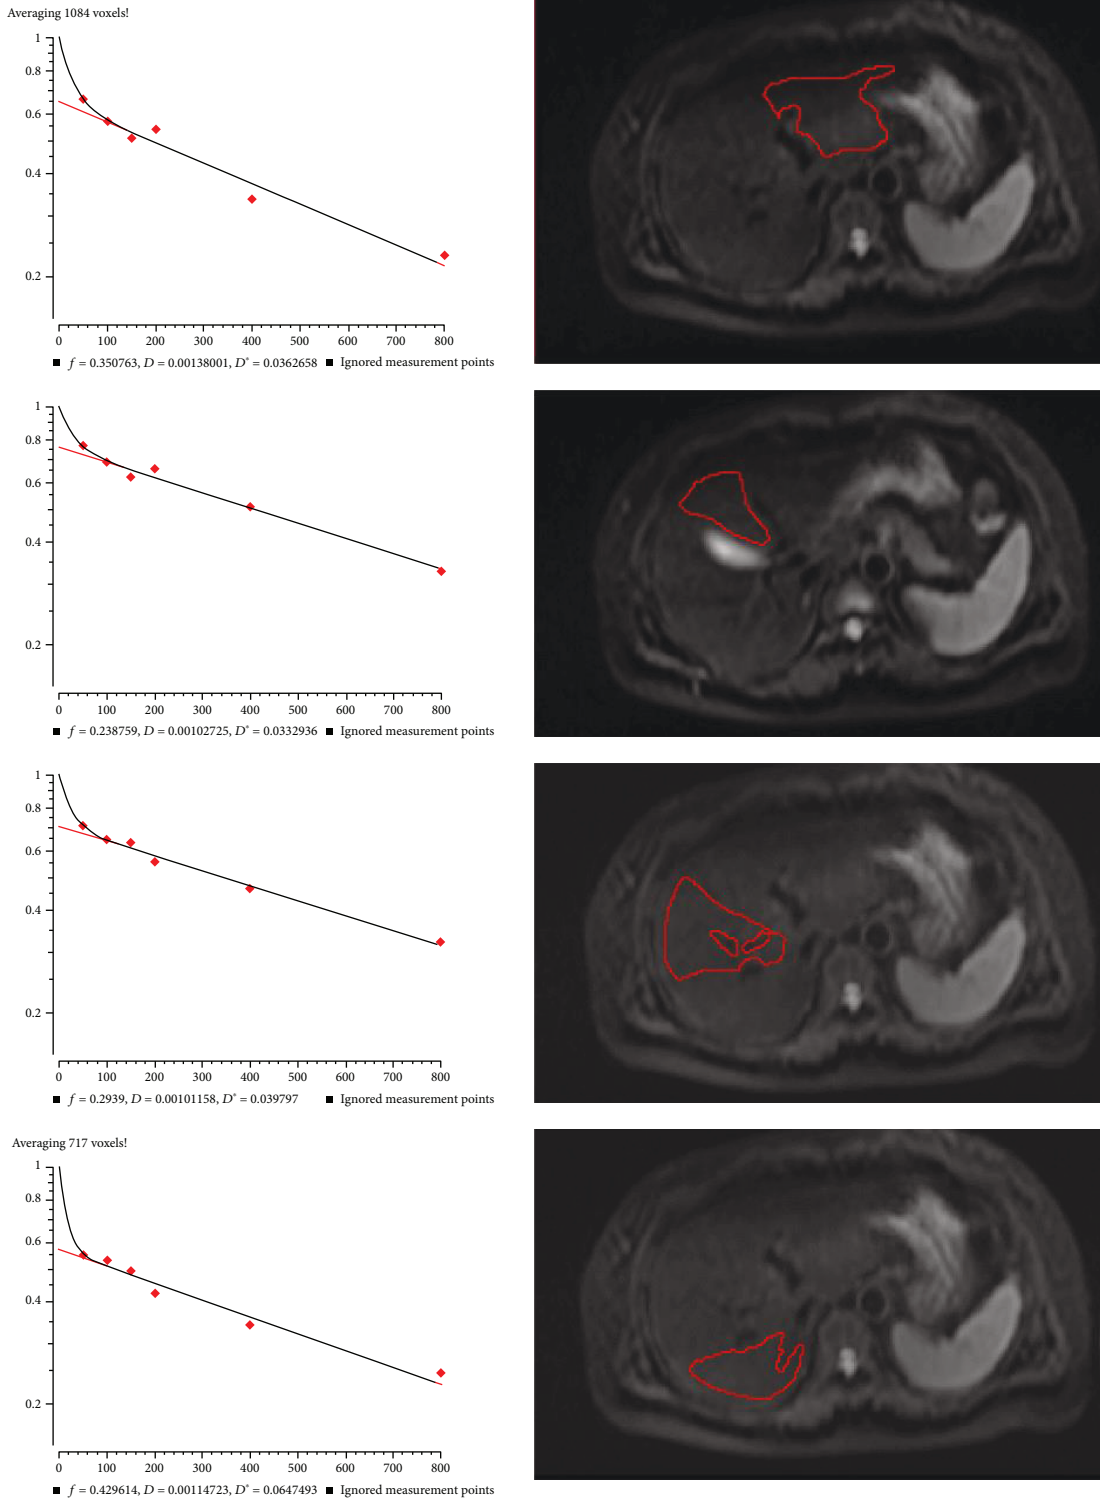 Averaging 1084 voxels!
1
0.8
0.6
0.4
0.2
0 100 200 300 400 500 600 700 800
■ f = 0.350763, D = 0.00138001, D* = 0.0362658 ■ Ignored measurement points
1
0.8
0.6
0.4
0.2
0 100 200 300 400 500 600 700 800
■ f = 0.238759, D = 0.00102725, D* = 0.0332936 ■ Ignored measurement points
1
0.8
0.6
0.4
0.2
0 100 200 300 400 500 600 700 800
■ f = 0.2939, D = 0.00101158, D* = 0.039797 ■ Ignored measurement points
Averaging 717 voxels!
1
0.8
0.6
0.4
0.2
0 100 200 300 400 500 600 700 800
■ f = 0.429614, D = 0.00114723, D* = 0.0647493 ■ Ignored measurement points